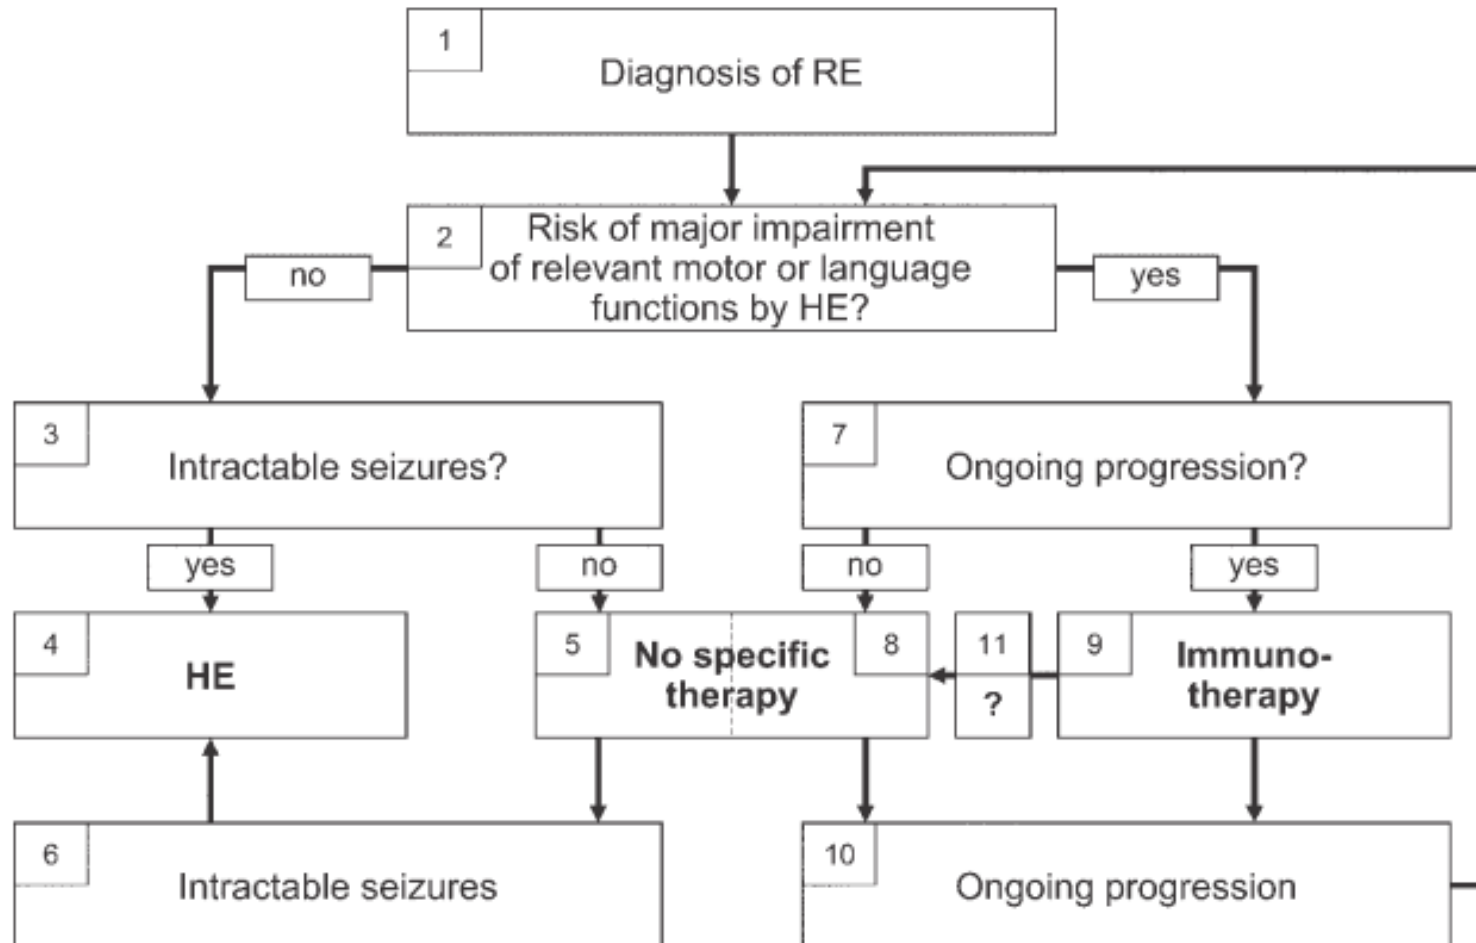 1
Diagnosis of RE
2
Risk of major impairment
of relevant motor or language
functions by HE?
no
yes
3
Intractable seizures?
7
Ongoing progression?
yes
no
no
yes
4
HE
5
No specific
therapy
8
11
?
9
Immuno-
therapy
6
Intractable seizures
10
Ongoing progression